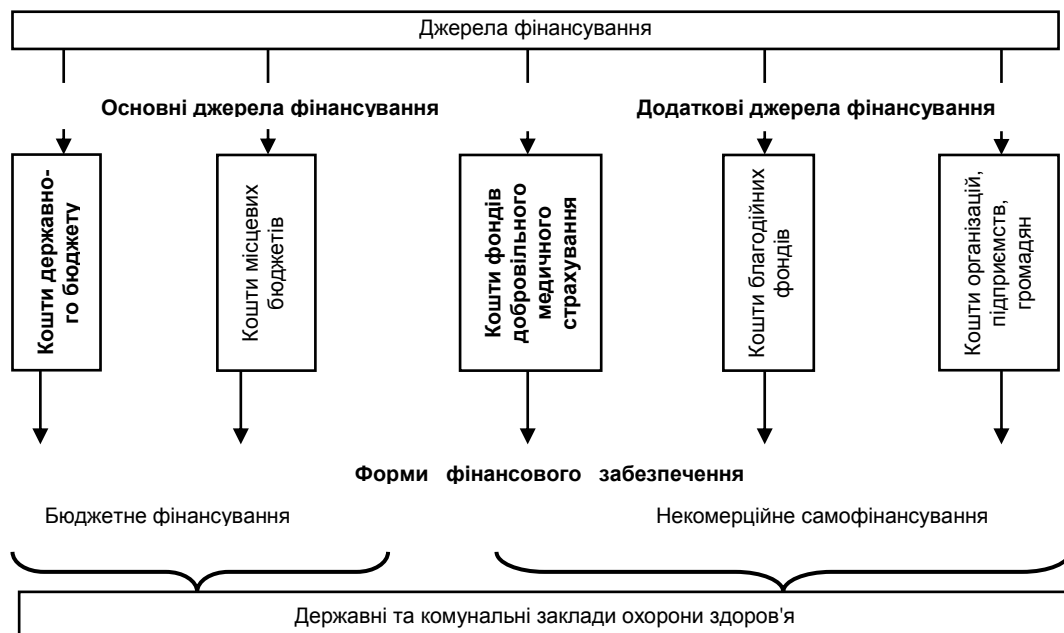 Джерела фінансування
Основні джерела фінансування
Додаткові джерела фінансування
Кошти державно-
го бюджету
Кошти місцевих
бюджетів
Кошти фондів
добровільного
медичного
страхування
Кошти благодійних
фондів
Кошти організацій,
підприємств,
громадян
Форми фінансового забезпечення
Бюджетне фінансування
Некомерційне самофінансування
Державні та комунальні заклади охорони здоров'я